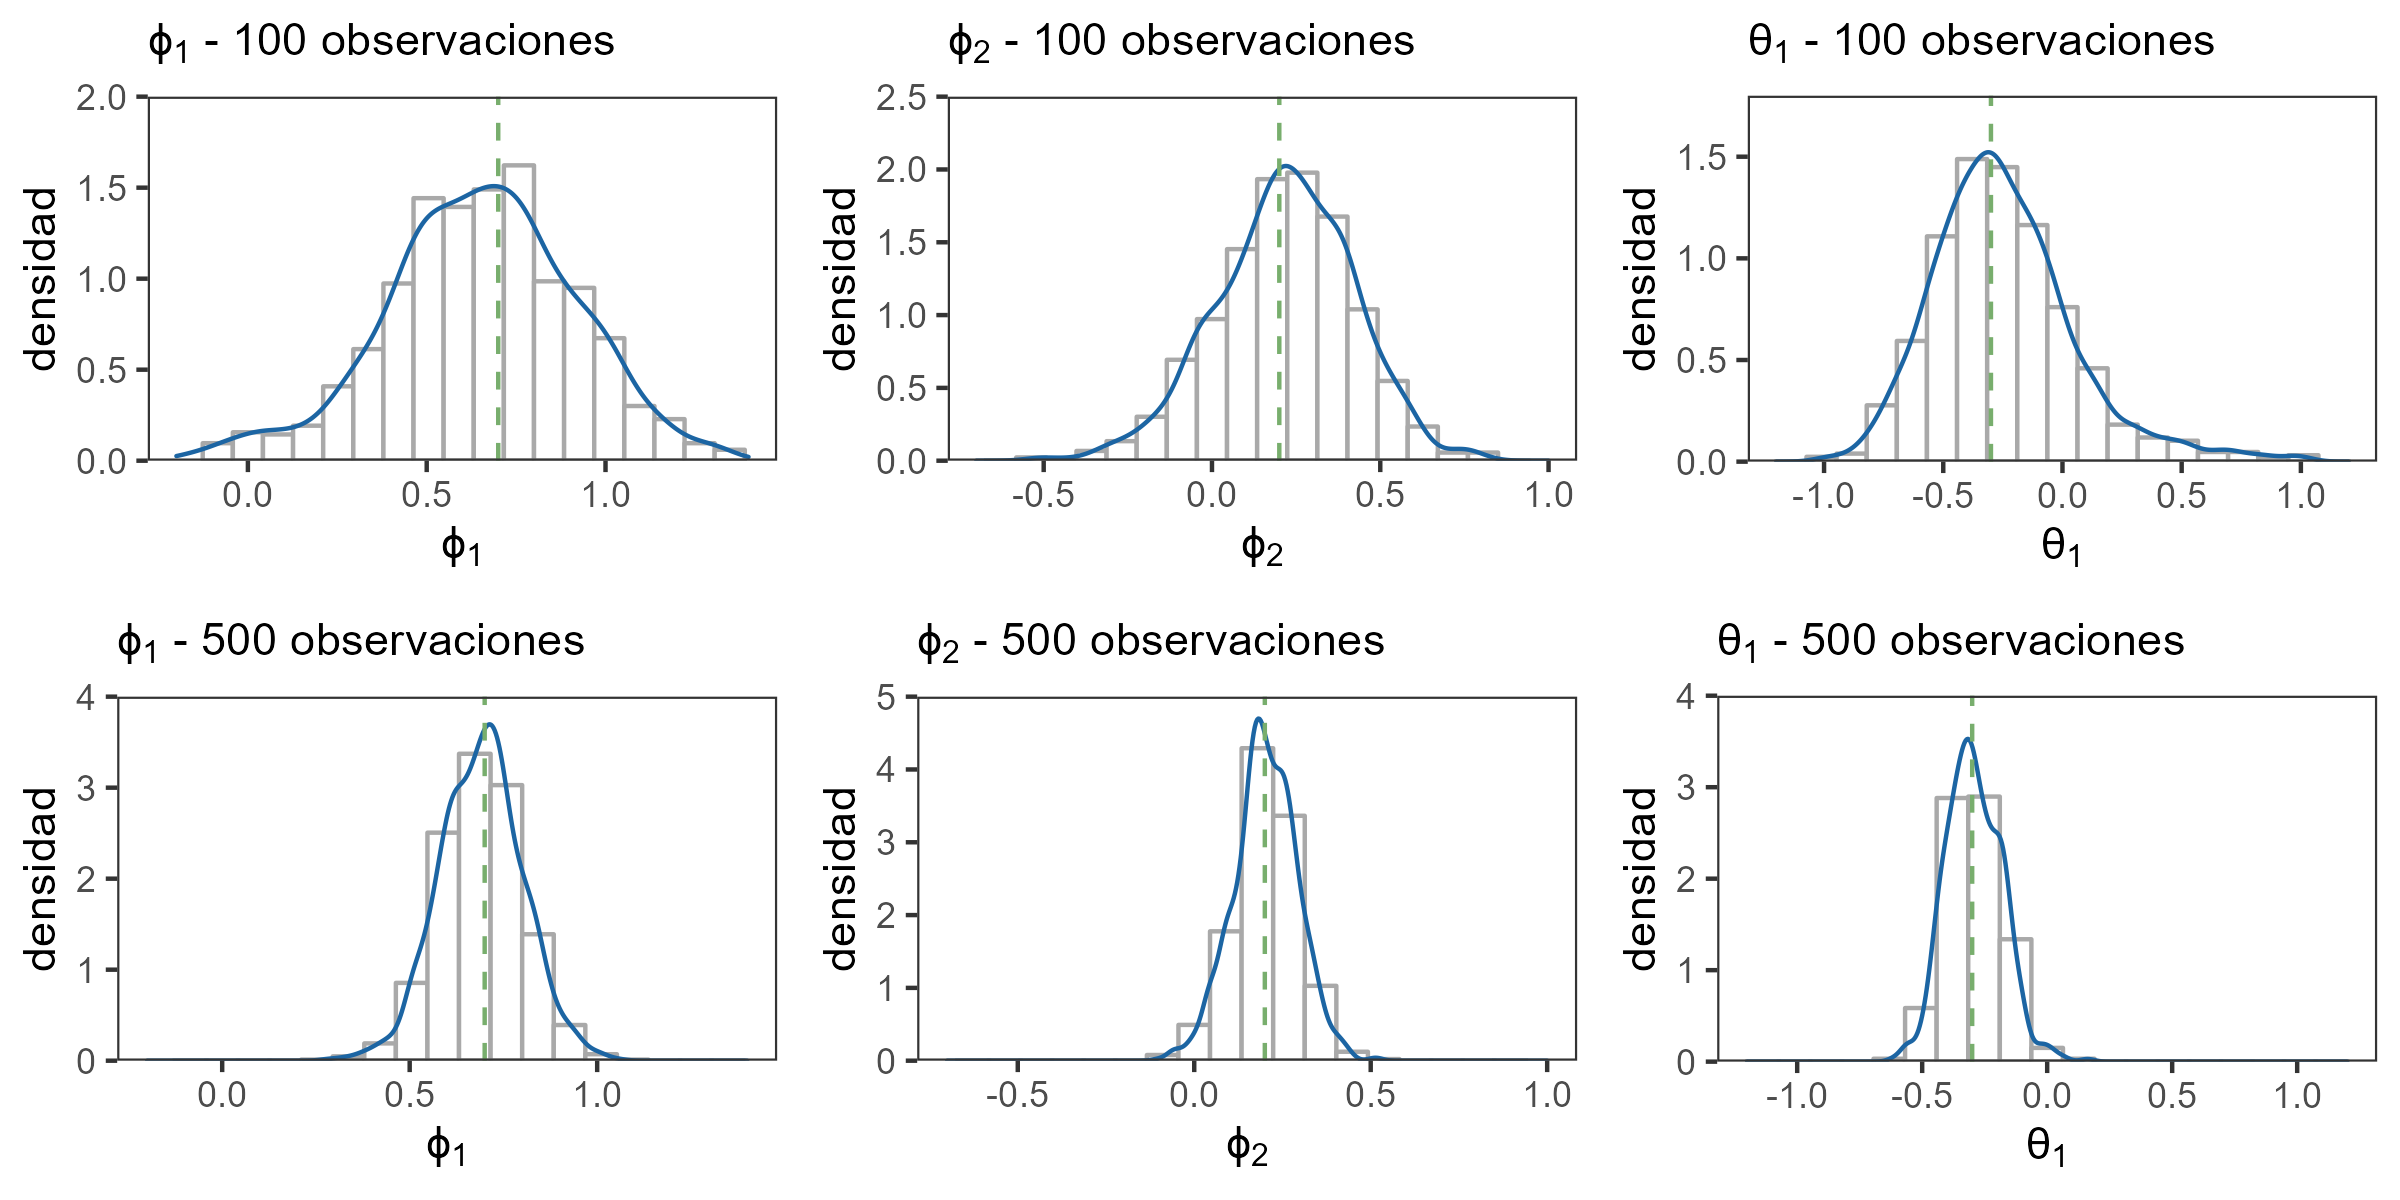 ϕ1 - 100 observaciones
densidad
2.0
1.5
1.0
0.5
0.0
0.0 0.5 1.0
ϕ1
ϕ2 - 100 observaciones
densidad
2.5
2.0
1.5
1.0
0.5
0.0
-0.5 0.0 0.5 1.0
ϕ2
θ1 - 100 observaciones
densidad
1.5
1.0
0.5
0.0
-1.0 -0.5 0.0 0.5 1.0
θ1
ϕ1 - 500 observaciones
densidad
4
3
2
1
0
0.0 0.5 1.0
ϕ1
ϕ2 - 500 observaciones
densidad
5
4
3
2
1
0
-0.5 0.0 0.5 1.0
ϕ2
θ1 - 500 observaciones
densidad
4
3
2
1
0
-1.0 -0.5 0.0 0.5 1.0
θ1